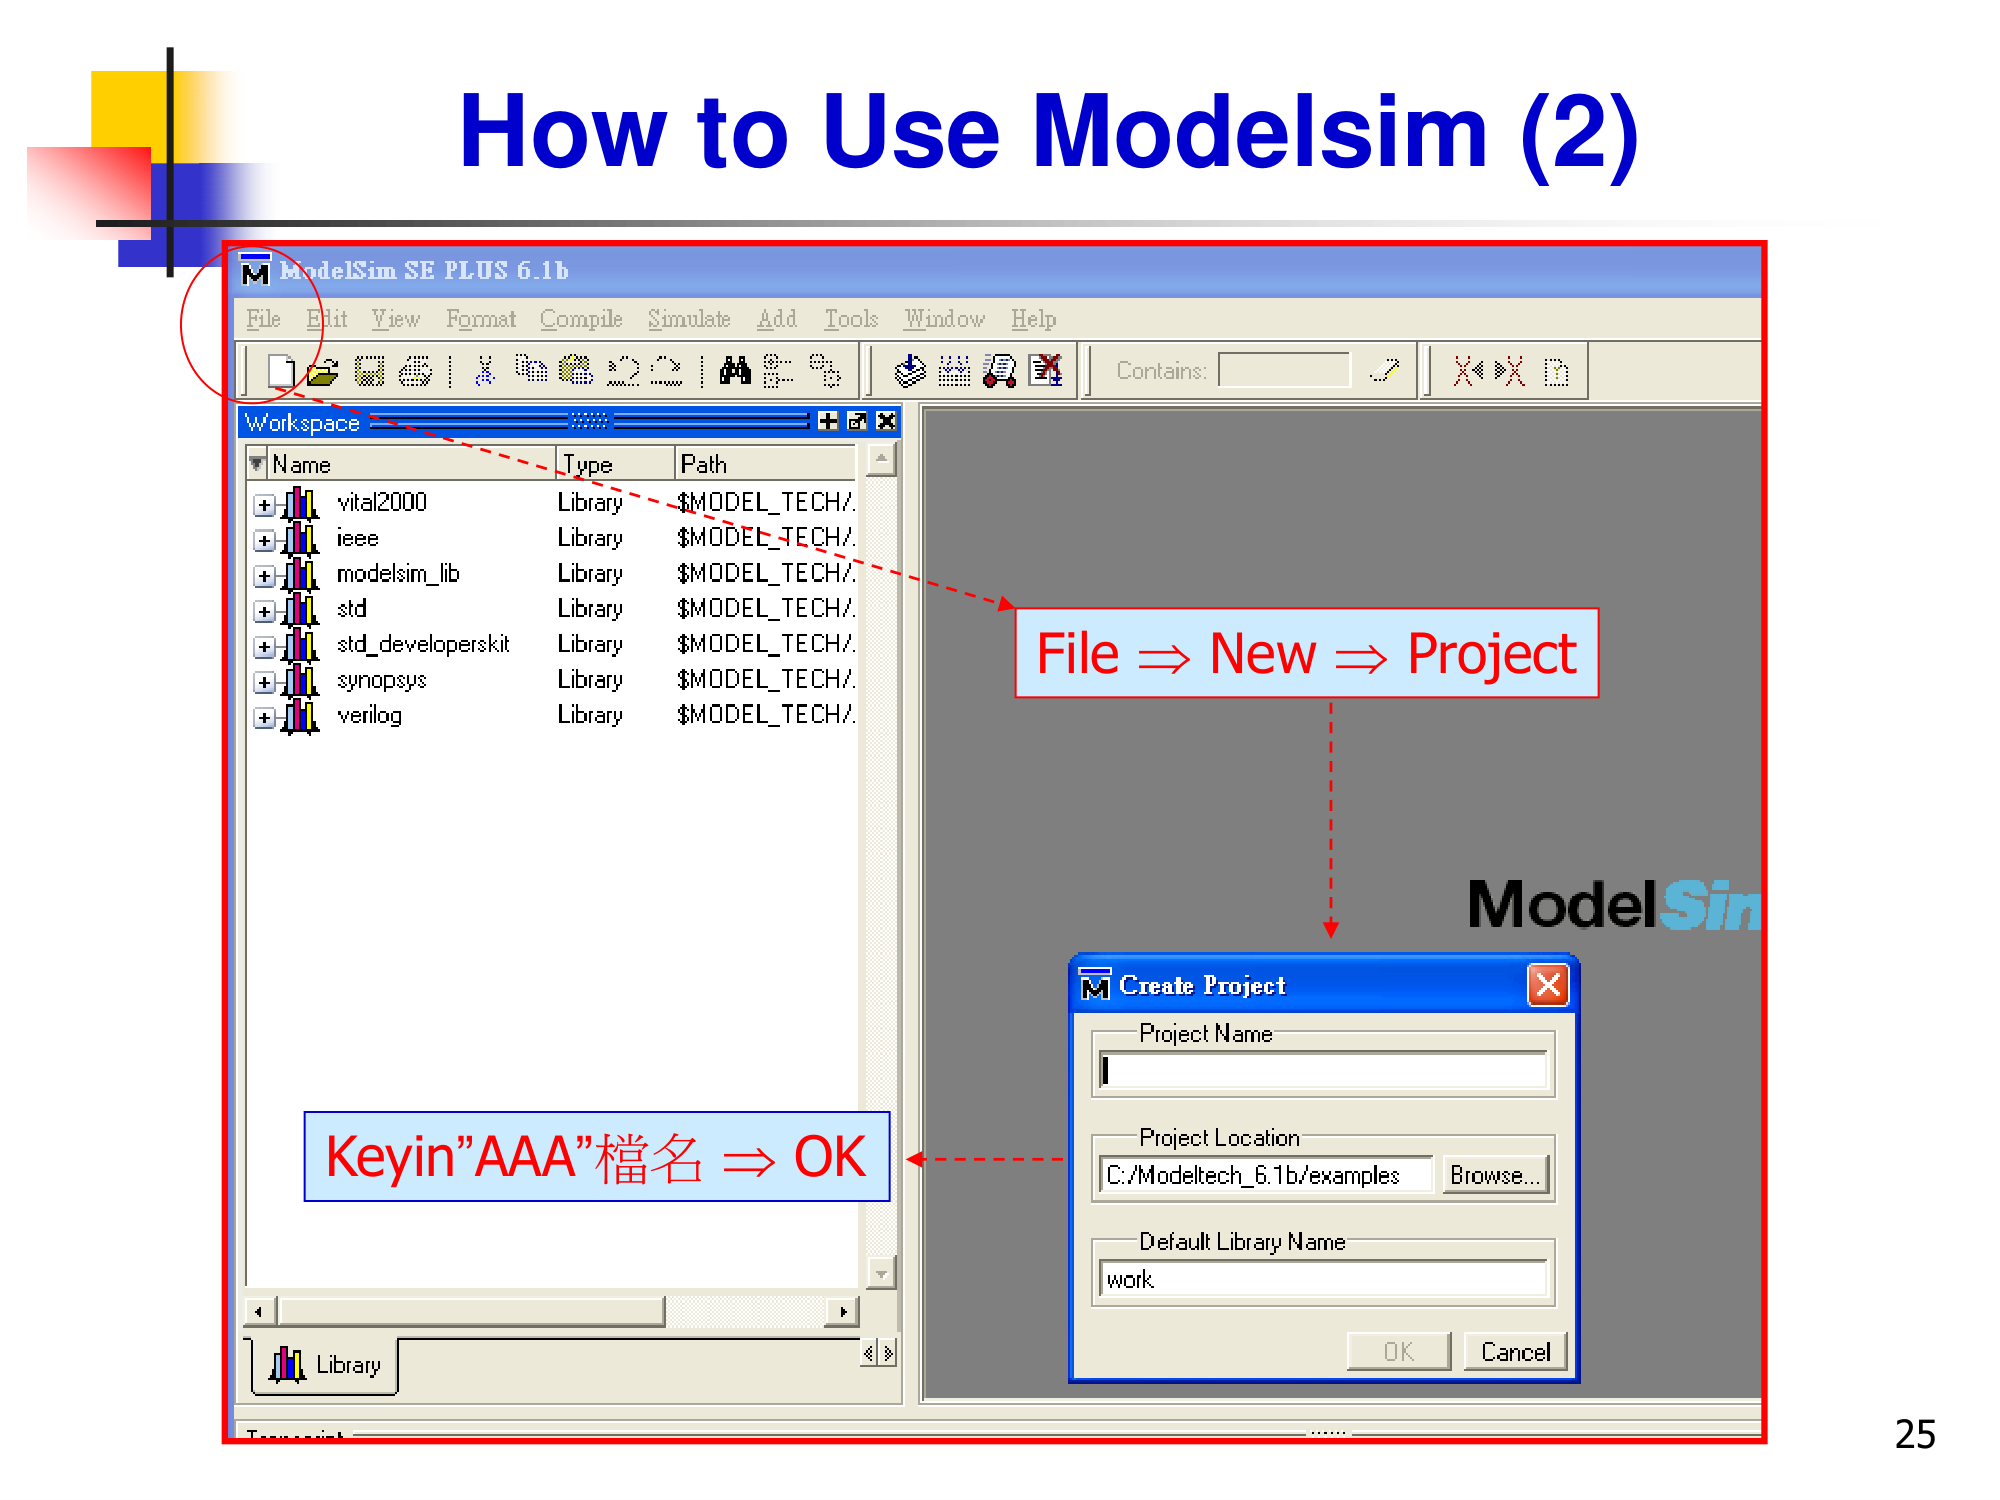 How to Use Modelsim (2)
ModelSim SE PLUS 6.1b
File Edit View Format Compile Simulate Add Tools Window Help
Contains:
Workspace
Name Type Path
vital2000 Library $MODEL_TECH/.
ieee Library $MODEL_TECH/.
modelsim_lib Library $MODEL_TECH/.
std Library $MODEL_TECH/.
std_developerskit Library $MODEL_TECH/.
synopsys Library $MODEL_TECH/.
verilog Library $MODEL_TECH/.
File ⇒ New ⇒ Project
ModelSim
Create Project
Project Name
Project Location
C:/Modeltech_6.1b/examples Browse...
Default Library Name
work
OK Cancel
Keyin”AAA”檔名 ⇒ OK
Library
Transcript
25